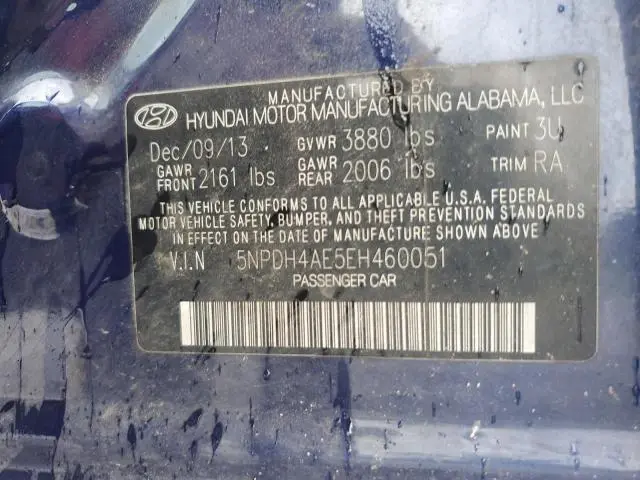 MANUFACTURED BY
HYUNDAI MOTOR MANUFACTURING ALABAMA, LLC
Dec/09/13 GVWR 3880 lbs PAINT 3U
GAWR FRONT 2161 lbs GAWR REAR 2006 lbs TRIM RA
THIS VEHICLE CONFORMS TO ALL APPLICABLE U.S.A. FEDERAL
MOTOR VEHICLE SAFETY, BUMPER, AND THEFT PREVENTION STANDARDS
IN EFFECT ON THE DATE OF MANUFACTURE SHOWN ABOVE
V.I.N 5NPDH4AE5EH460051
PASSENGER CAR